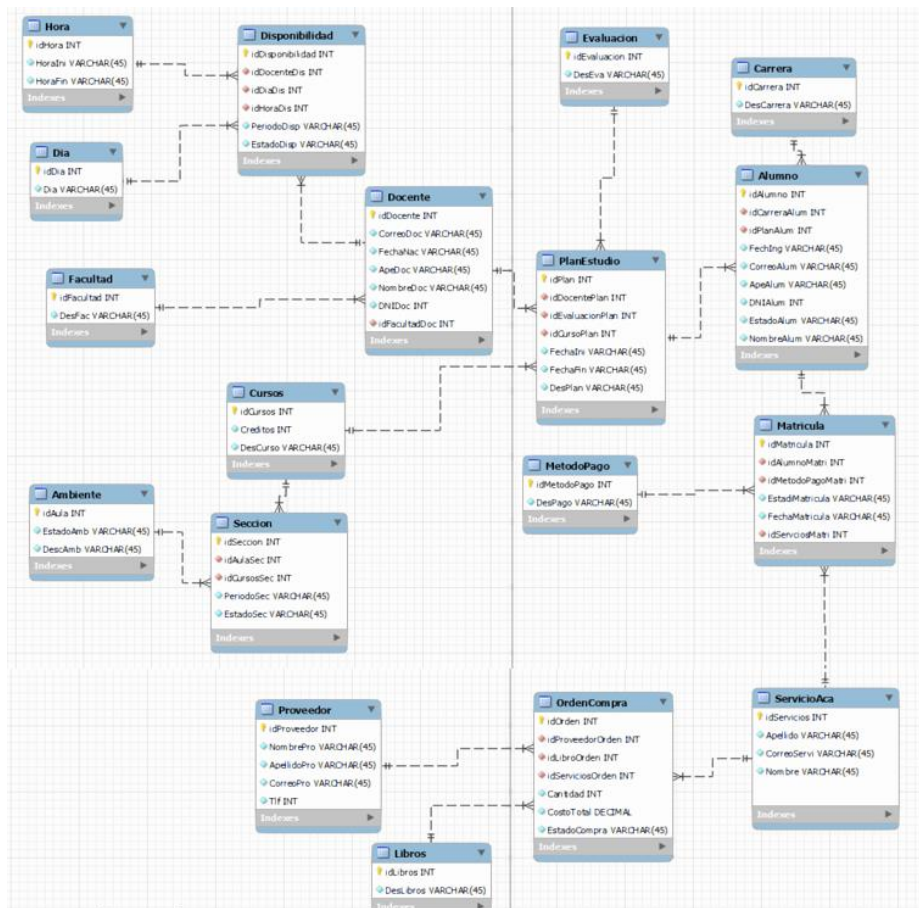 Hora
idHora INT
HoraIni VARCHAR(45)
HoraFin VARCHAR(45)
Indexes
Disponibilidad
idDisponibilidad INT
idDocenteDis INT
idDiaDis INT
idHoraDis INT
PeriodoDisp VARCHAR(45)
EstadoDisp VARCHAR(45)
Indexes
Evaluacion
idEvaluacion INT
DesEva VARCHAR(45)
Indexes
Carrera
idCarrera INT
DesCarrera VARCHAR(45)
Indexes
Dia
idDia INT
Dia VARCHAR(45)
Indexes
Docente
idDocente INT
CorreoDoc VARCHAR(45)
FechaNac VARCHAR(45)
ApeDoc VARCHAR(45)
NombreDoc VARCHAR(45)
DNIDoc INT
idFacultadDoc INT
Indexes
Alumno
idAlumno INT
idCarreraAlum INT
idPlanAlum INT
FechIng VARCHAR(45)
CorreoAlum VARCHAR(45)
ApeAlum VARCHAR(45)
DNIAlum INT
EstadoAlum VARCHAR(45)
NombreAlum VARCHAR(45)
Indexes
Facultad
idFacultad INT
DesFac VARCHAR(45)
Indexes
PlanEstudio
idPlan INT
idDocentePlan INT
idEvaluacionPlan INT
idCursoPlan INT
FechaIni VARCHAR(45)
FechaFin VARCHAR(45)
DesPlan VARCHAR(45)
Indexes
Cursos
idCursos INT
Creditos INT
DesCurso VARCHAR(45)
Indexes
Matricula
idMatricula INT
idAlumnoMatri INT
idMetodoPagoMatri INT
EstadiMatricula VARCHAR(45)
FechaMatricula VARCHAR(45)
idServciosMatri INT
Indexes
MetodoPago
idMetodoPago INT
DesPago VARCHAR(45)
Indexes
Ambiente
idAula INT
EstadoAmb VARCHAR(45)
DescAmb VARCHAR(45)
Indexes
Seccion
idSeccion INT
idAulaSec INT
idCursosSec INT
PeriodoSec VARCHAR(45)
EstadoSec VARCHAR(45)
Indexes
Proveedor
idProveedor INT
NombrePro VARCHAR(45)
ApellidoPro VARCHAR(45)
CorreoPro VARCHAR(45)
Tlf INT
Indexes
OrdenCompra
idOrden INT
idProveedorOrden INT
idLibroOrden INT
idServiciosOrden INT
Cantidad INT
CostoTotal DECIMAL
EstadoCompra VARCHAR(45)
Indexes
ServicioAca
idServicios INT
Apellido VARCHAR(45)
CorreoServi VARCHAR(45)
Nombre VARCHAR(45)
Indexes
Libros
idLibros INT
DesLibros VARCHAR(45)
Indexes